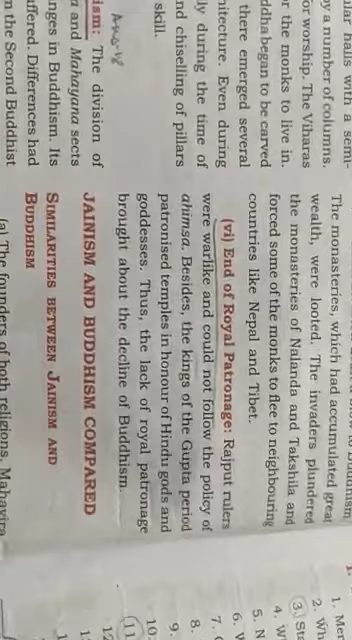 ular halls with a semi-
by a number of columns.
or worship. The Viharas
r the monks to live in.
ddha began to be carved
there emerged several
hitecture. Even during
ly during the time of
nd chiselling of pillars
skill.
ism: The division of
and Mahayana sects
nges in Buddhism. Its
uffered. Differences had
the Second Buddhist
to Buddhism
The monasteries, which had accumulated great
wealth, were looted. The invaders plundered
the monasteries of Nalanda and Takshila and
forced some of the monks to flee to neighbouring
countries like Nepal and Tibet.
(vi) End of Royal Patronage: Rajput rulers
were warlike and could not follow the policy of
ahimsa. Besides, the kings of the Gupta period
patronised temples in honour of Hindu gods and
goddesses. Thus, the lack of royal patronage
brought about the decline of Buddhism.
JAINISM AND BUDDHISM COMPARED
SIMILARITIES BETWEEN JAINISM AND
BUDDHISM
(a) The founders of both religions, Mahavira
1.
1. Mer
2. Wh
3. Sta
4. W
5. N
6. W
7.
8.
9
10.
11
12